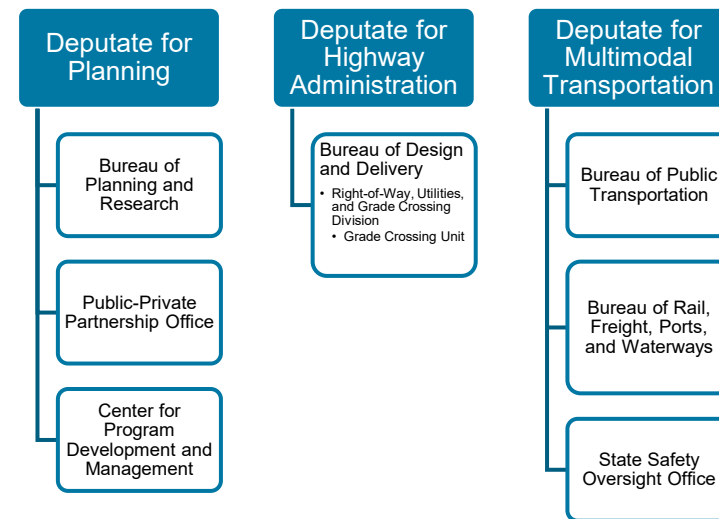 Deputate for
Planning
Bureau of
Planning and
Research
Public-Private
Partnership Office
Center for
Program
Development and
Management
Deputate for
Highway
Administration
Bureau of Design
and Delivery
• Right-of-Way, Utilities,
and Grade Crossing
Division
• Grade Crossing Unit
Deputate for
Multimodal
Transportation
Bureau of Public
Transportation
Bureau of Rail,
Freight, Ports,
and Waterways
State Safety
Oversight Office